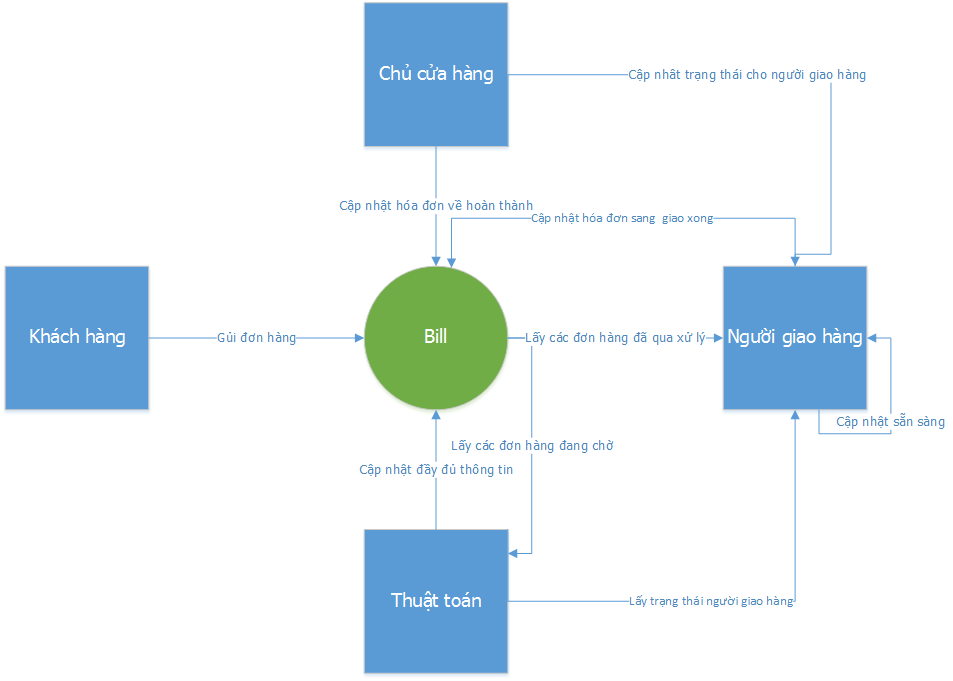 Chủ cửa hàng
Cập nhât trạng thái cho người giao hàng
Cập nhật hóa đơn về hoàn thành
Cập nhật hóa đơn sang giao xong
Khách hàng
Gúi đơn hàng
Bill
Lấy các đơn hàng đã qua xử lý
Người giao hàng
Cập nhật sẵn sàng
Lấy các đơn hàng đang chờ
Cập nhật đầy đủ thông tin
Thuật toán
Lấy trạng thái người giao hàng